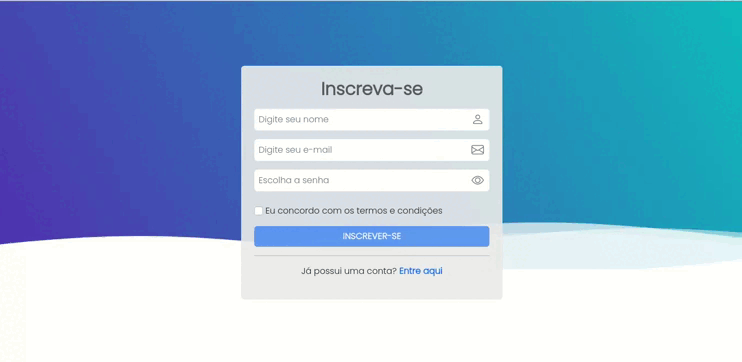 Inscreva-se
Digite seu nome
Digite seu e-mail
Escolha a senha
Eu concordo com os termos e condições
INSCREVER-SE
Já possui uma conta? Entre aqui